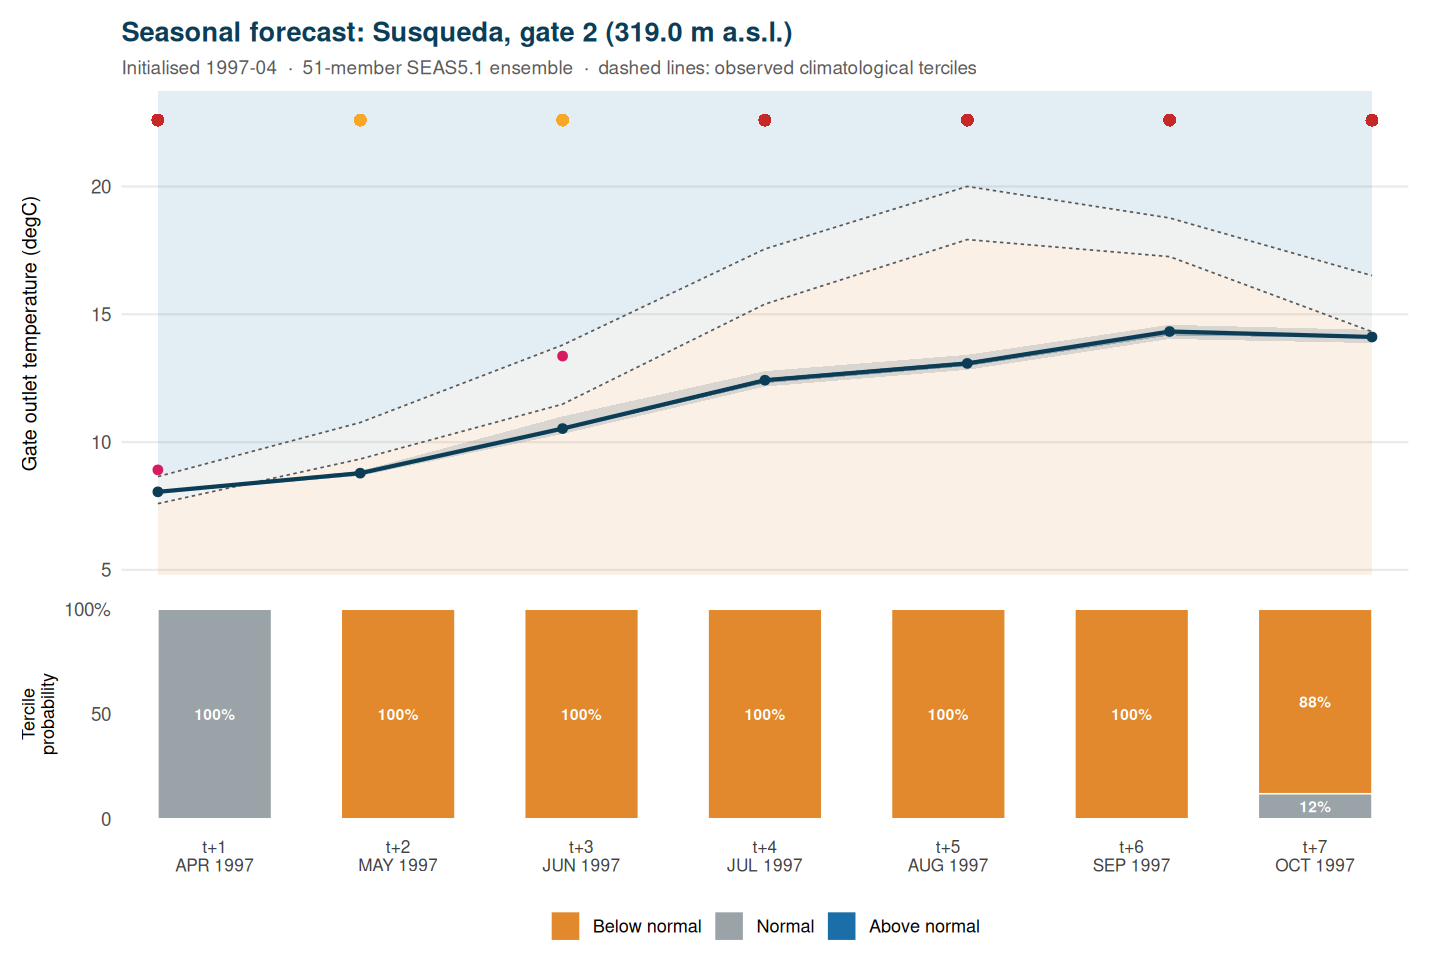 Seasonal forecast: Susqueda, gate 2 (319.0 m a.s.l.)
Initialised 1997-04 · 51-member SEAS5.1 ensemble · dashed lines: observed climatological terciles
Gate outlet temperature (degC)
20
15
10
5
Tercile
probability
100%
50
0
100%
100%
100%
100%
100%
100%
88%
12%
t+1
APR 1997
t+2
MAY 1997
t+3
JUN 1997
t+4
JUL 1997
t+5
AUG 1997
t+6
SEP 1997
t+7
OCT 1997
Below normal
Normal
Above normal